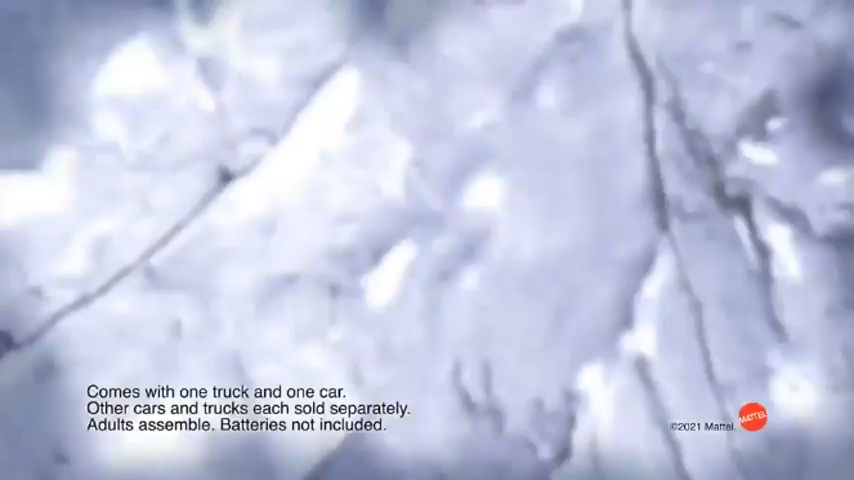 Comes with one truck and one car.
Other cars and trucks each sold separately.
Adults assemble. Batteries not included.
©2021 Mattel.
MATTEL